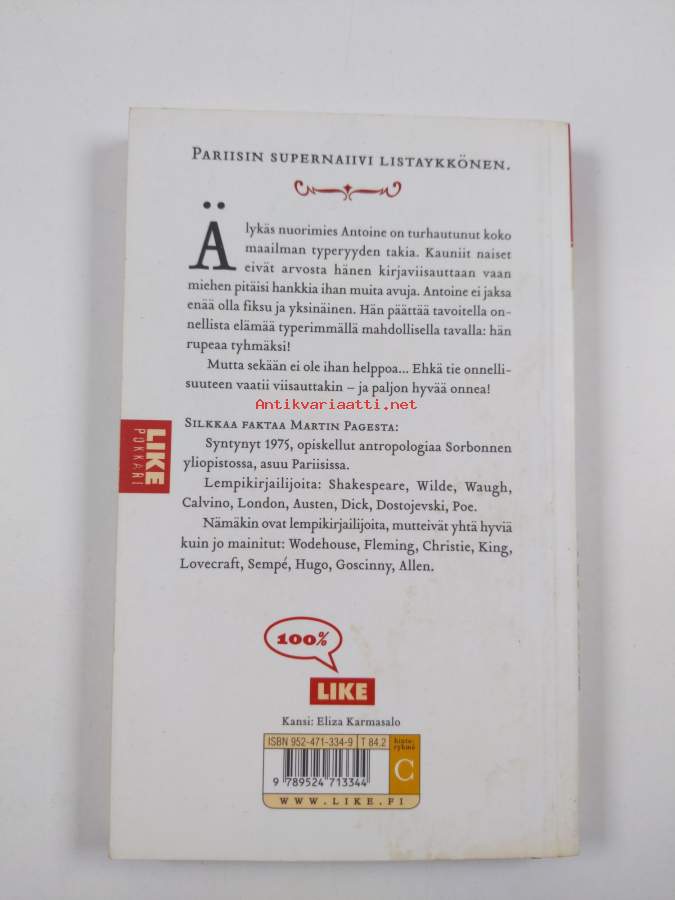 PARIISIN SUPERNAIIVI LISTAYKKÖNEN.
Älykäs nuorimies Antoine on turhautunut koko
maailman typeryyden takia. Kauniit naiset
eivät arvosta hänen kirjaviisauttaan vaan
miehen pitäisi hankkia ihan muita avuja. Antoine ei jaksa
enää olla fiksu ja yksinäinen. Hän päättää tavoitella on-
nellista elämää typerimmällä mahdollisella tavalla: hän
rupeaa tyhmäksi!
Mutta sekään ei ole ihan helppoa... Ehkä tie onnelli-
suuteen vaatii viisauttakin – ja paljon hyvää onnea!
Antikvariaatti.net
SILKKAA FAKTAA MARTIN PAGESTA:
Syntynyt 1975, opiskellut antropologiaa Sorbonnen
yliopistossa, asuu Pariisissa.
Lempikirjailijoita: Shakespeare, Wilde, Waugh,
Calvino, London, Austen, Dick, Dostojevski, Poe.
Nämäkin ovat lempikirjailijoita, mutteivät yhtä hyviä
kuin jo mainitut: Wodehouse, Fleming, Christie, King,
Lovecraft, Sempé, Hugo, Goscinny, Allen.
LIKE
POKKARI
100%
LIKE
Kansi: Eliza Karmasalo
ISBN 952-471-334-9 T 84.2
hinta-
ryhmä
C
9 789524 713344
WWW.LIKE.FI